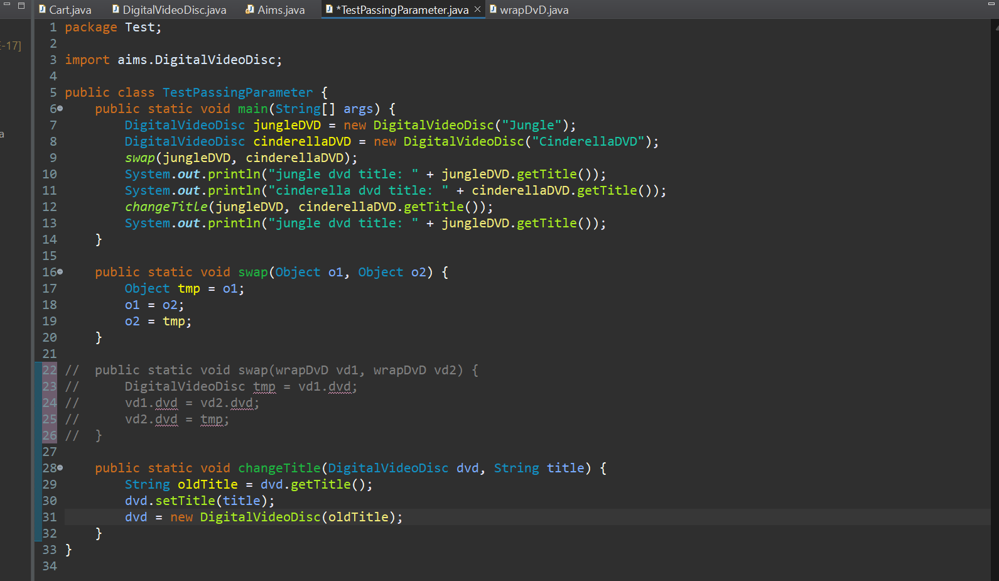 Cart.java DigitalVideoDisc.java Aims.java *TestPassingParameter.java wrapDvD.java
-17]
a
1 package Test;
2
3 import aims.DigitalVideoDisc;
4
5 public class TestPassingParameter {
6 public static void main(String[] args) {
7 DigitalVideoDisc jungleDVD = new DigitalVideoDisc("Jungle");
8 DigitalVideoDisc cinderellaDVD = new DigitalVideoDisc("CinderellaDVD");
9 swap(jungleDVD, cinderellaDVD);
10 System.out.println("jungle dvd title: " + jungleDVD.getTitle());
11 System.out.println("cinderella dvd title: " + cinderellaDVD.getTitle());
12 changeTitle(jungleDVD, cinderellaDVD.getTitle());
13 System.out.println("jungle dvd title: " + jungleDVD.getTitle());
14 }
15
16 public static void swap(Object o1, Object o2) {
17 Object tmp = o1;
18 o1 = o2;
19 o2 = tmp;
20 }
21
22 // public static void swap(wrapDvD vd1, wrapDvD vd2) {
23 // DigitalVideoDisc tmp = vd1.dvd;
24 // vd1.dvd = vd2.dvd;
25 // vd2.dvd = tmp;
26 // }
27
28 public static void changeTitle(DigitalVideoDisc dvd, String title) {
29 String oldTitle = dvd.getTitle();
30 dvd.setTitle(title);
31 dvd = new DigitalVideoDisc(oldTitle);
32 }
33 }
34